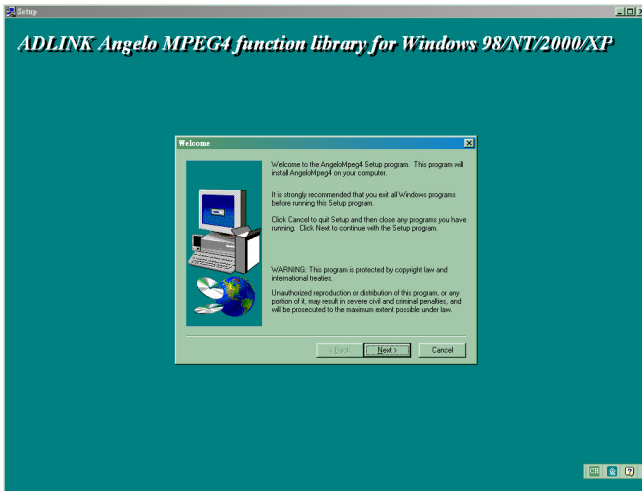 Setup
ADLINK Angelo MPEG4 function library for Windows 98/NT/2000/XP
Welcome
Welcome to the AngeloMpeg4 Setup program. This program will
install AngeloMpeg4 on your computer.
It is strongly recommended that you exit all Windows programs
before running this Setup program.
Click Cancel to quit Setup and then close any programs you have
running. Click Next to continue with the Setup program.
WARNING: This program is protected by copyright law and
international treaties.
Unauthorized reproduction or distribution of this program, or any
portion of it, may result in severe civil and criminal penalties, and
will be prosecuted to the maximum extent possible under law.
< Back Next > Cancel
CH ?